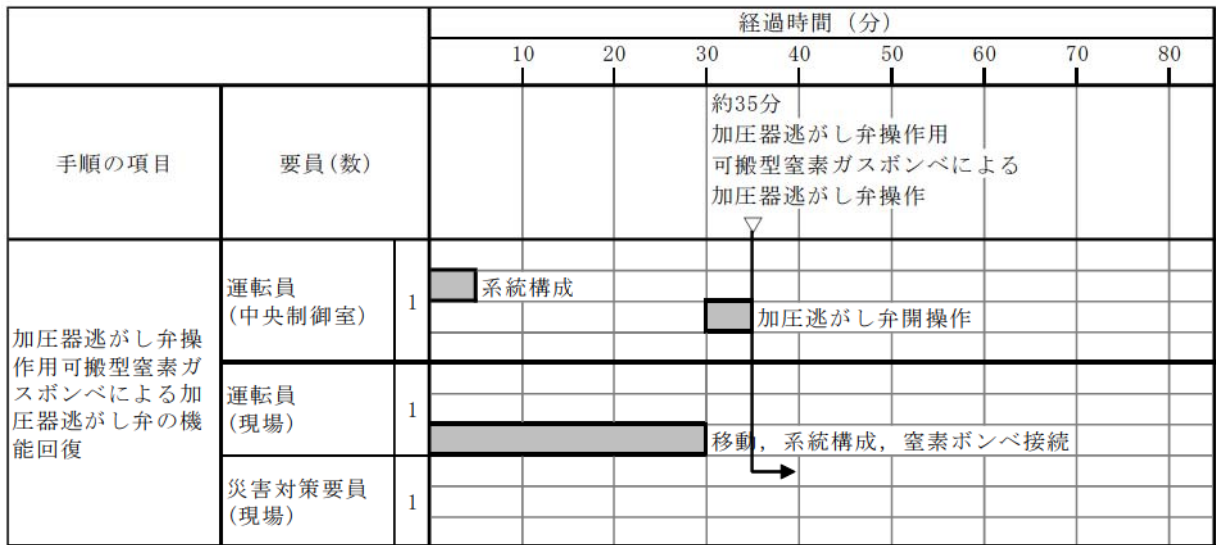 経過時間(分)
10 20 30 40 50 60 70 80
手順の項目
要員(数)
約35分
加圧器逃がし弁操作用
可搬型窒素ガスボンベによる
加圧器逃がし弁操作
▽
加圧器逃がし弁操
作用可搬型窒素ガ
スボンベによる加
圧器逃がし弁の機
能回復
運転員
(中央制御室)
1
系統構成
加圧逃がし弁開操作
運転員
(現場)
1
移動，系統構成，窒素ボンベ接続
災害対策要員
(現場)
1